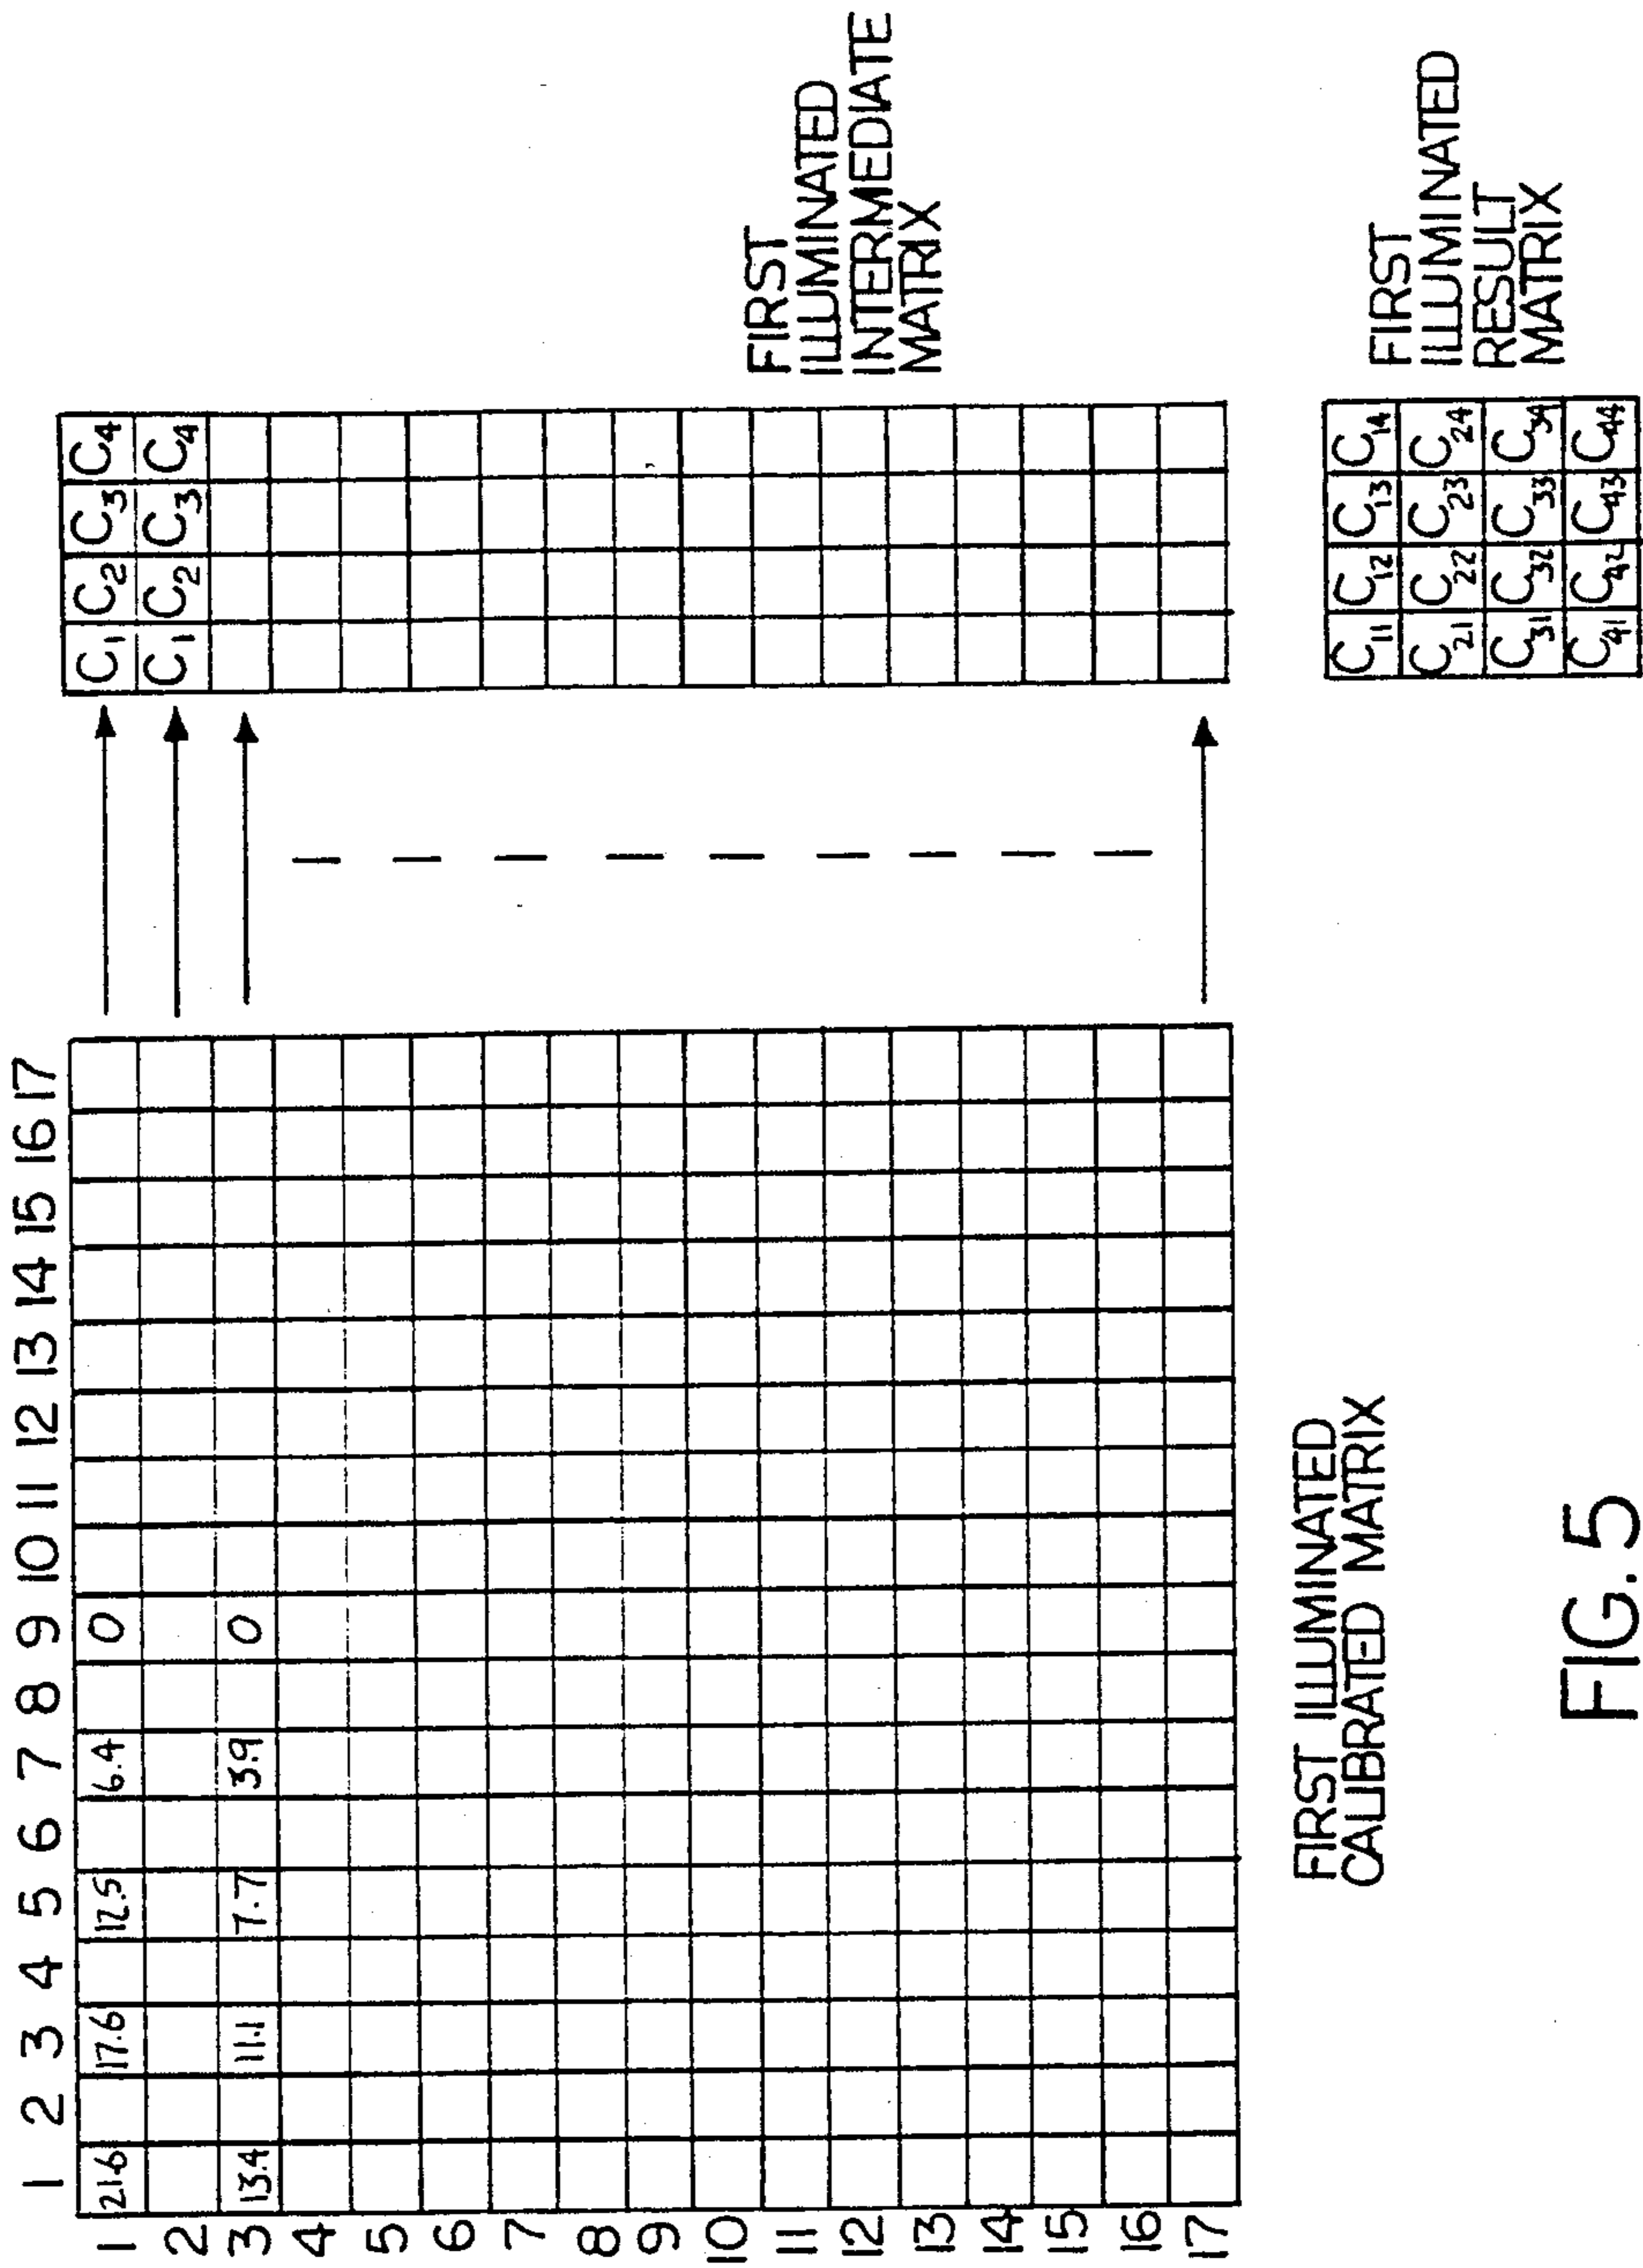 1 2 3 4 5 6 7 8 9 10 11 12 13 14 15 16 17
1 21.6 17.6 12.5 6.4 0
2
3 13.4 11.1 7.7 3.9 0
4
5
6
7
8
9
10
11
12
13
14
15
16
17
FIRST ILLUMINATED
CALIBRATED MATRIX
C1 C2 C3 C4
C1 C2 C3 C4
FIRST
ILLUMINATED
INTERMEDIATE
MATRIX
C11 C12 C13 C14
C21 C22 C23 C24
C31 C32 C33 C34
C41 C42 C43 C44
FIRST
ILLUMINATED
RESULT
MATRIX
FIG. 5